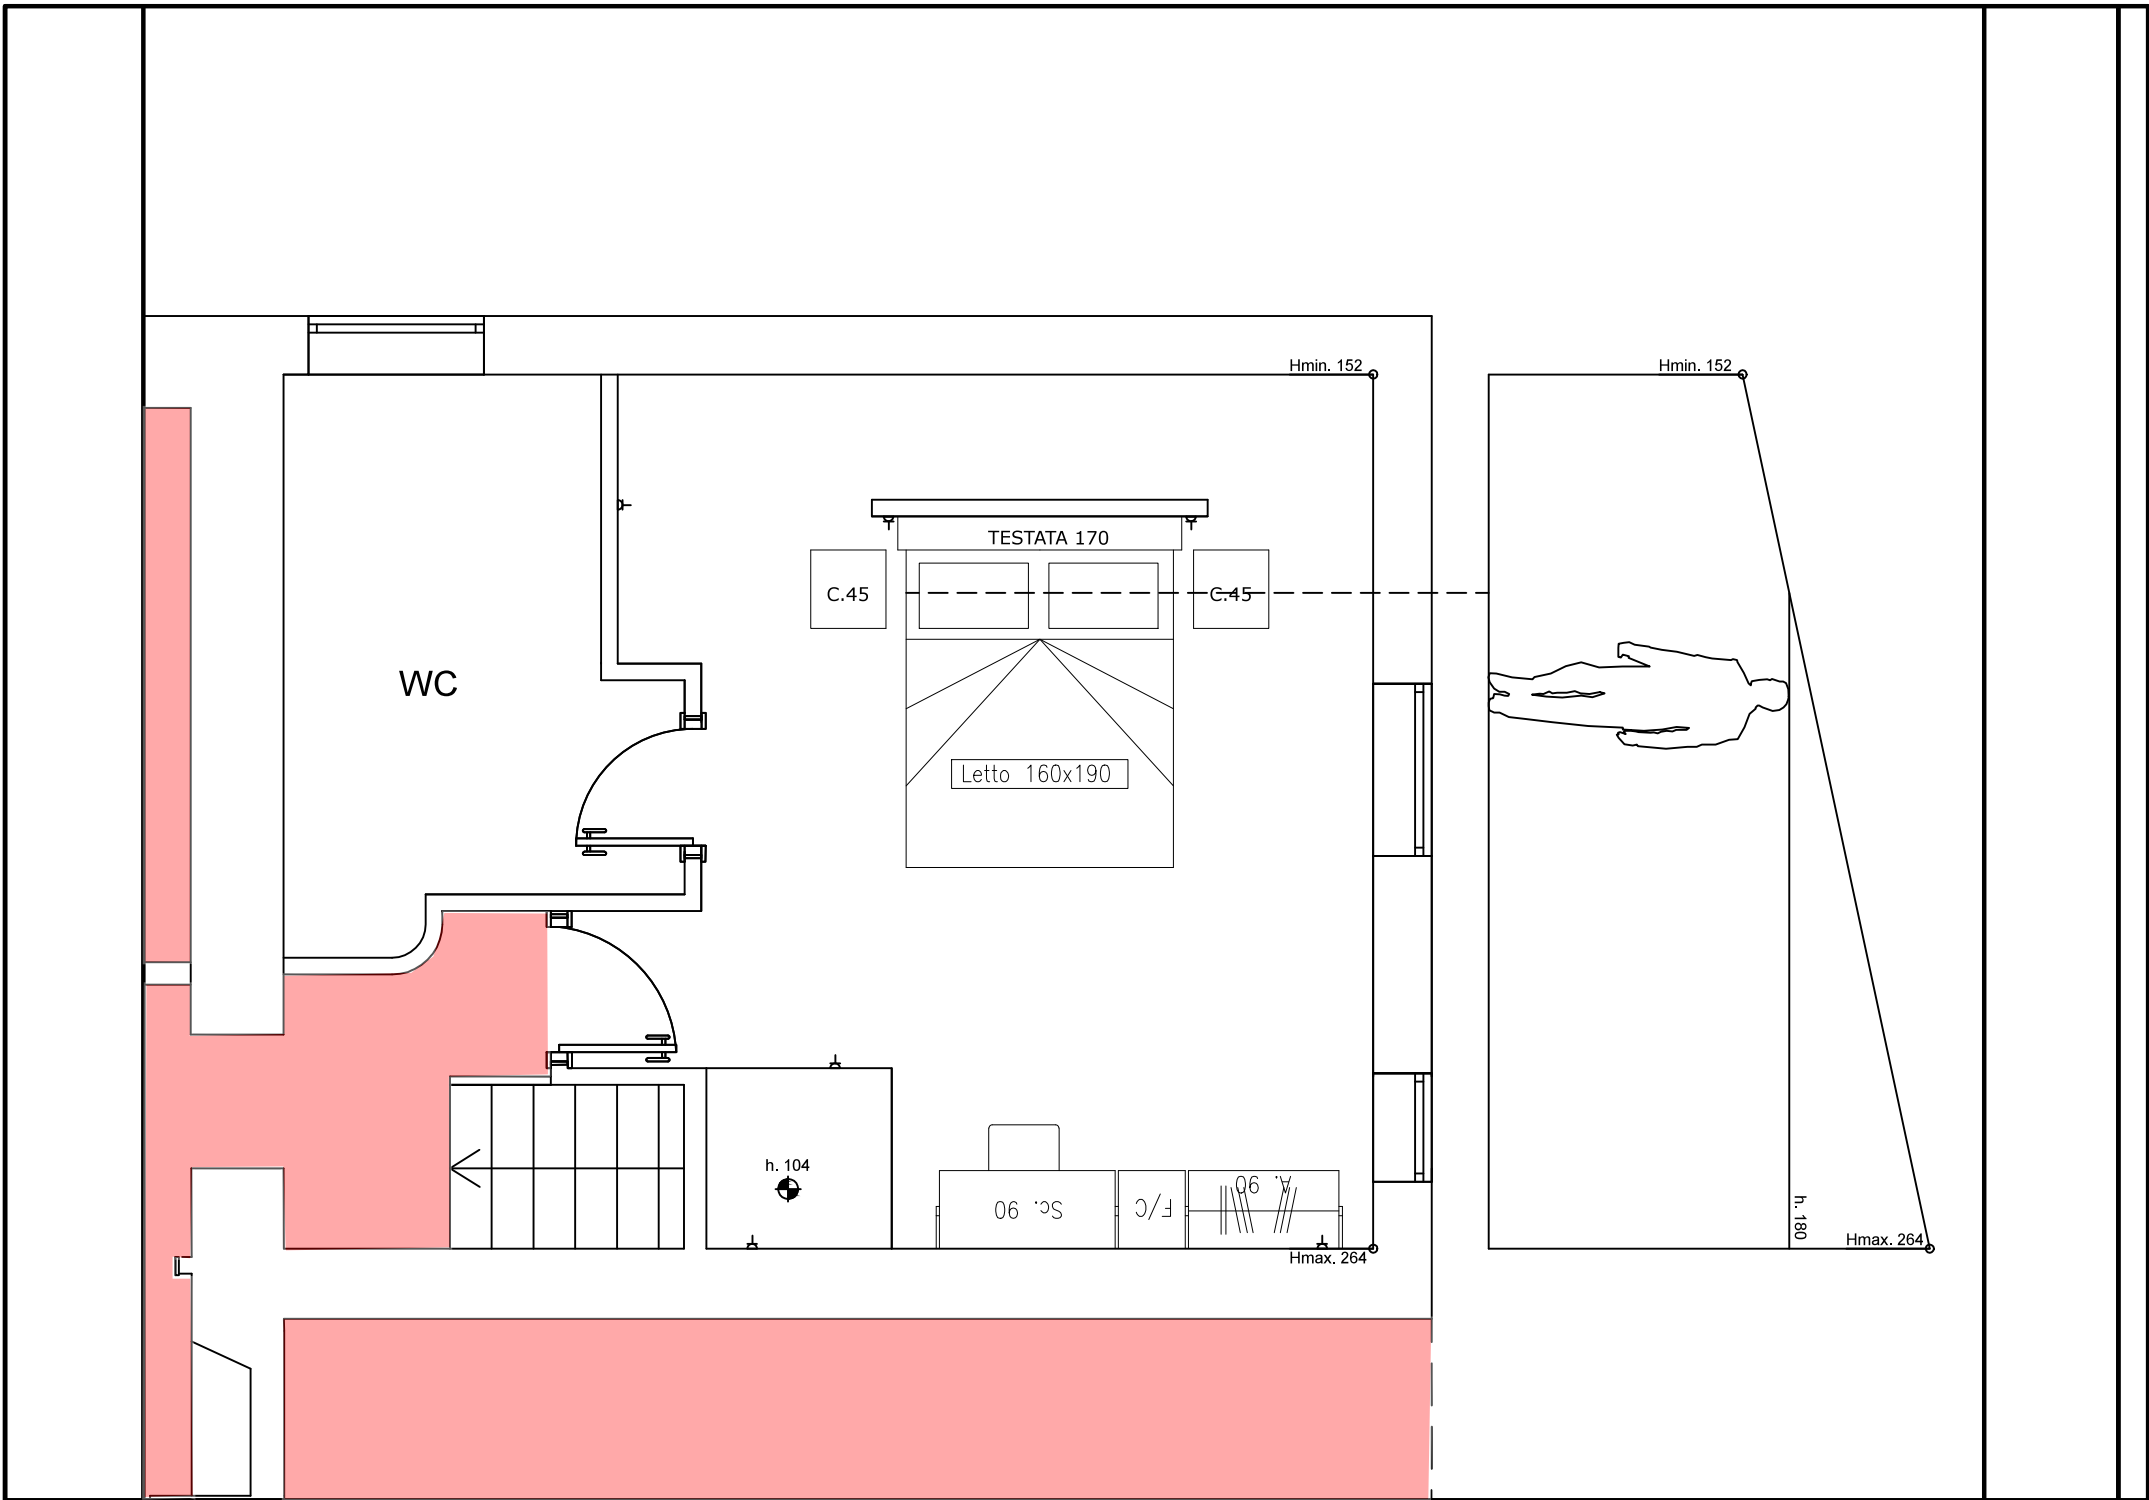 Hmin. 152
Hmin. 152
TESTATA 170
C.45
C.45
WC
Letto 160x190
h. 104
A. 90
Sc. 90
F/C
h. 180
Hmax. 264
Hmax. 264